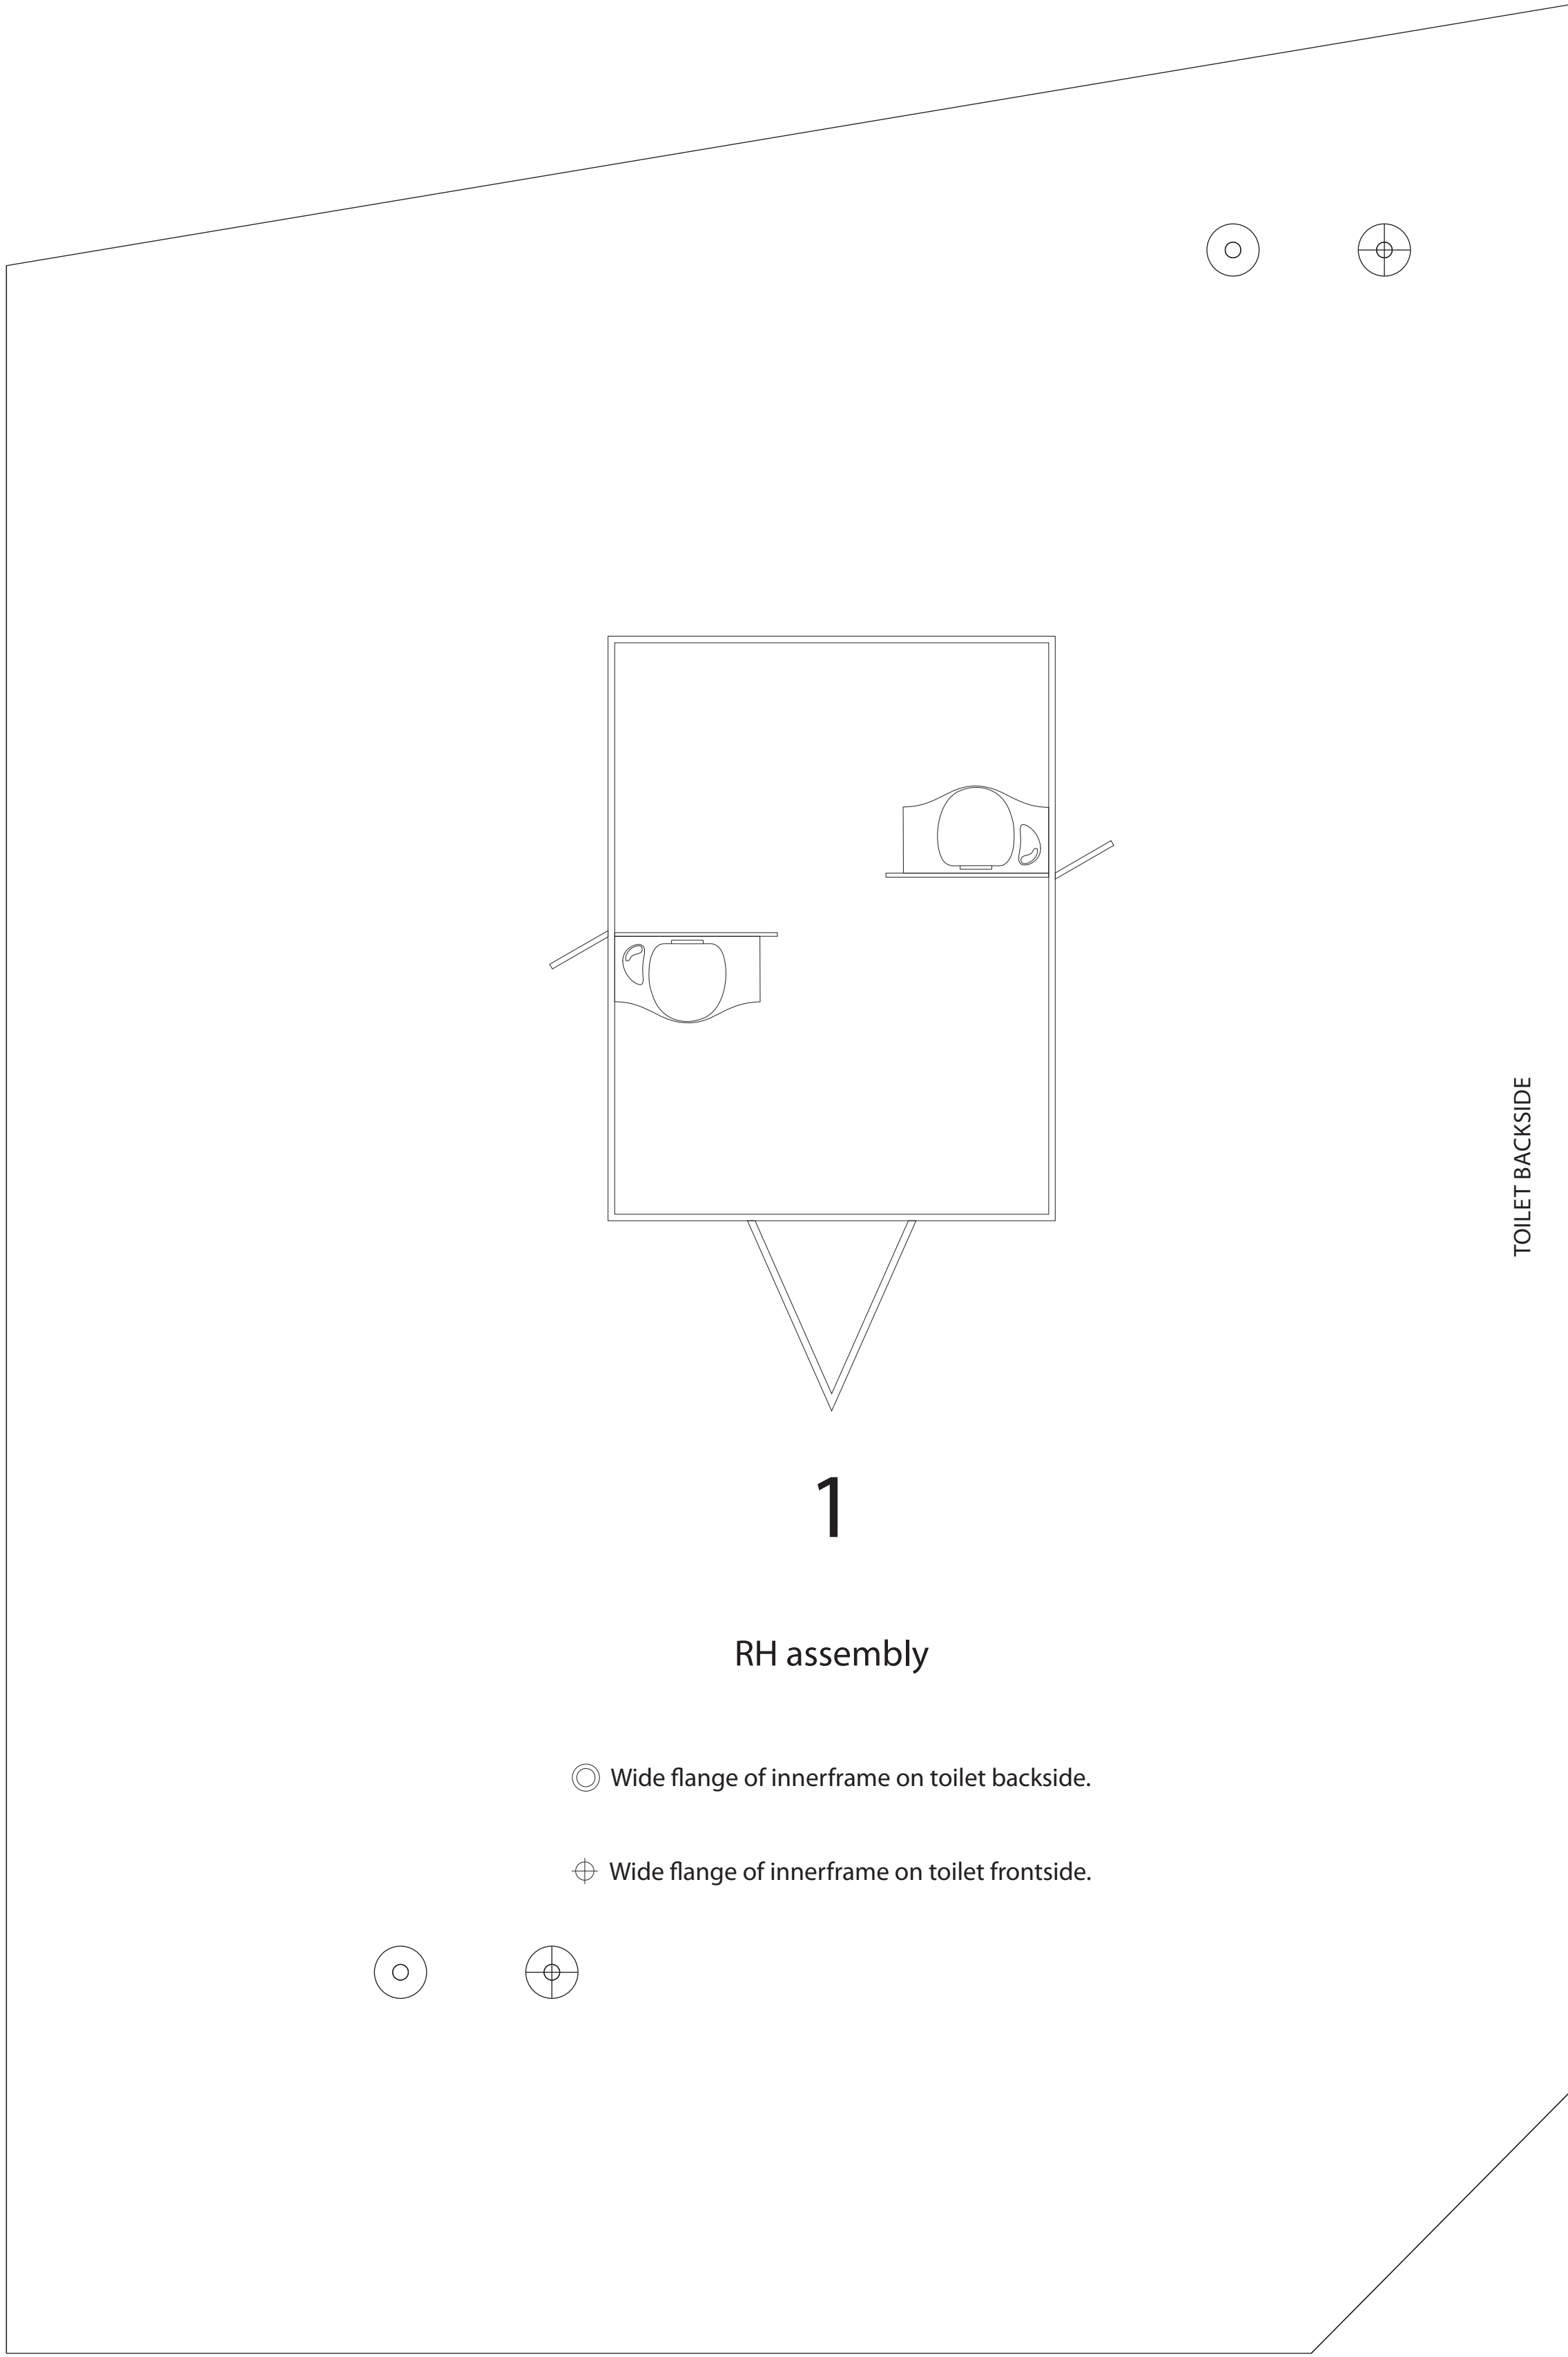 TOILET BACKSIDE
1
RH assembly
Wide flange of innerframe on toilet backside.
Wide flange of innerframe on toilet frontside.